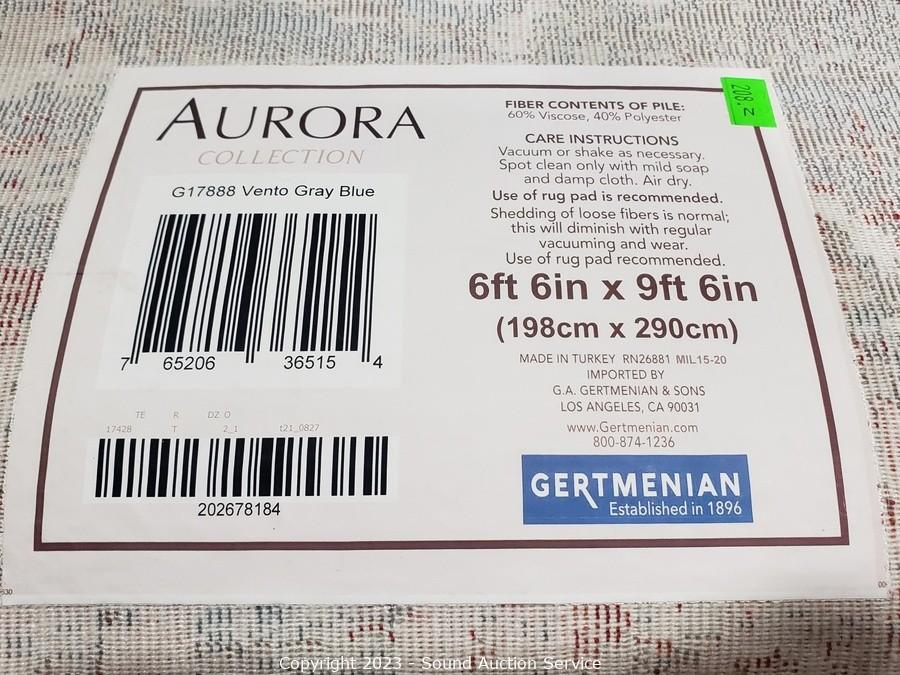 AURORA
COLLECTION
G17888 Vento Gray Blue
7 65206 36515 4
TE R DZ O
17428 T 2_1 t21_0827
202678184
208.Z
FIBER CONTENTS OF PILE:
60% Viscose, 40% Polyester
CARE INSTRUCTIONS
Vacuum or shake as necessary.
Spot clean only with mild soap
and damp cloth. Air dry.
Use of rug pad is recommended.
Shedding of loose fibers is normal;
this will diminish with regular
vacuuming and wear.
Use of rug pad recommended.
6ft 6in x 9ft 6in
(198cm x 290cm)
MADE IN TURKEY RN26881 MIL15-20
IMPORTED BY
G.A. GERTMENIAN & SONS
LOS ANGELES, CA 90031
www.Gertmenian.com
800-874-1236
GERTMENIAN
Established in 1896
Copyright 2023 - Sound Auction Service